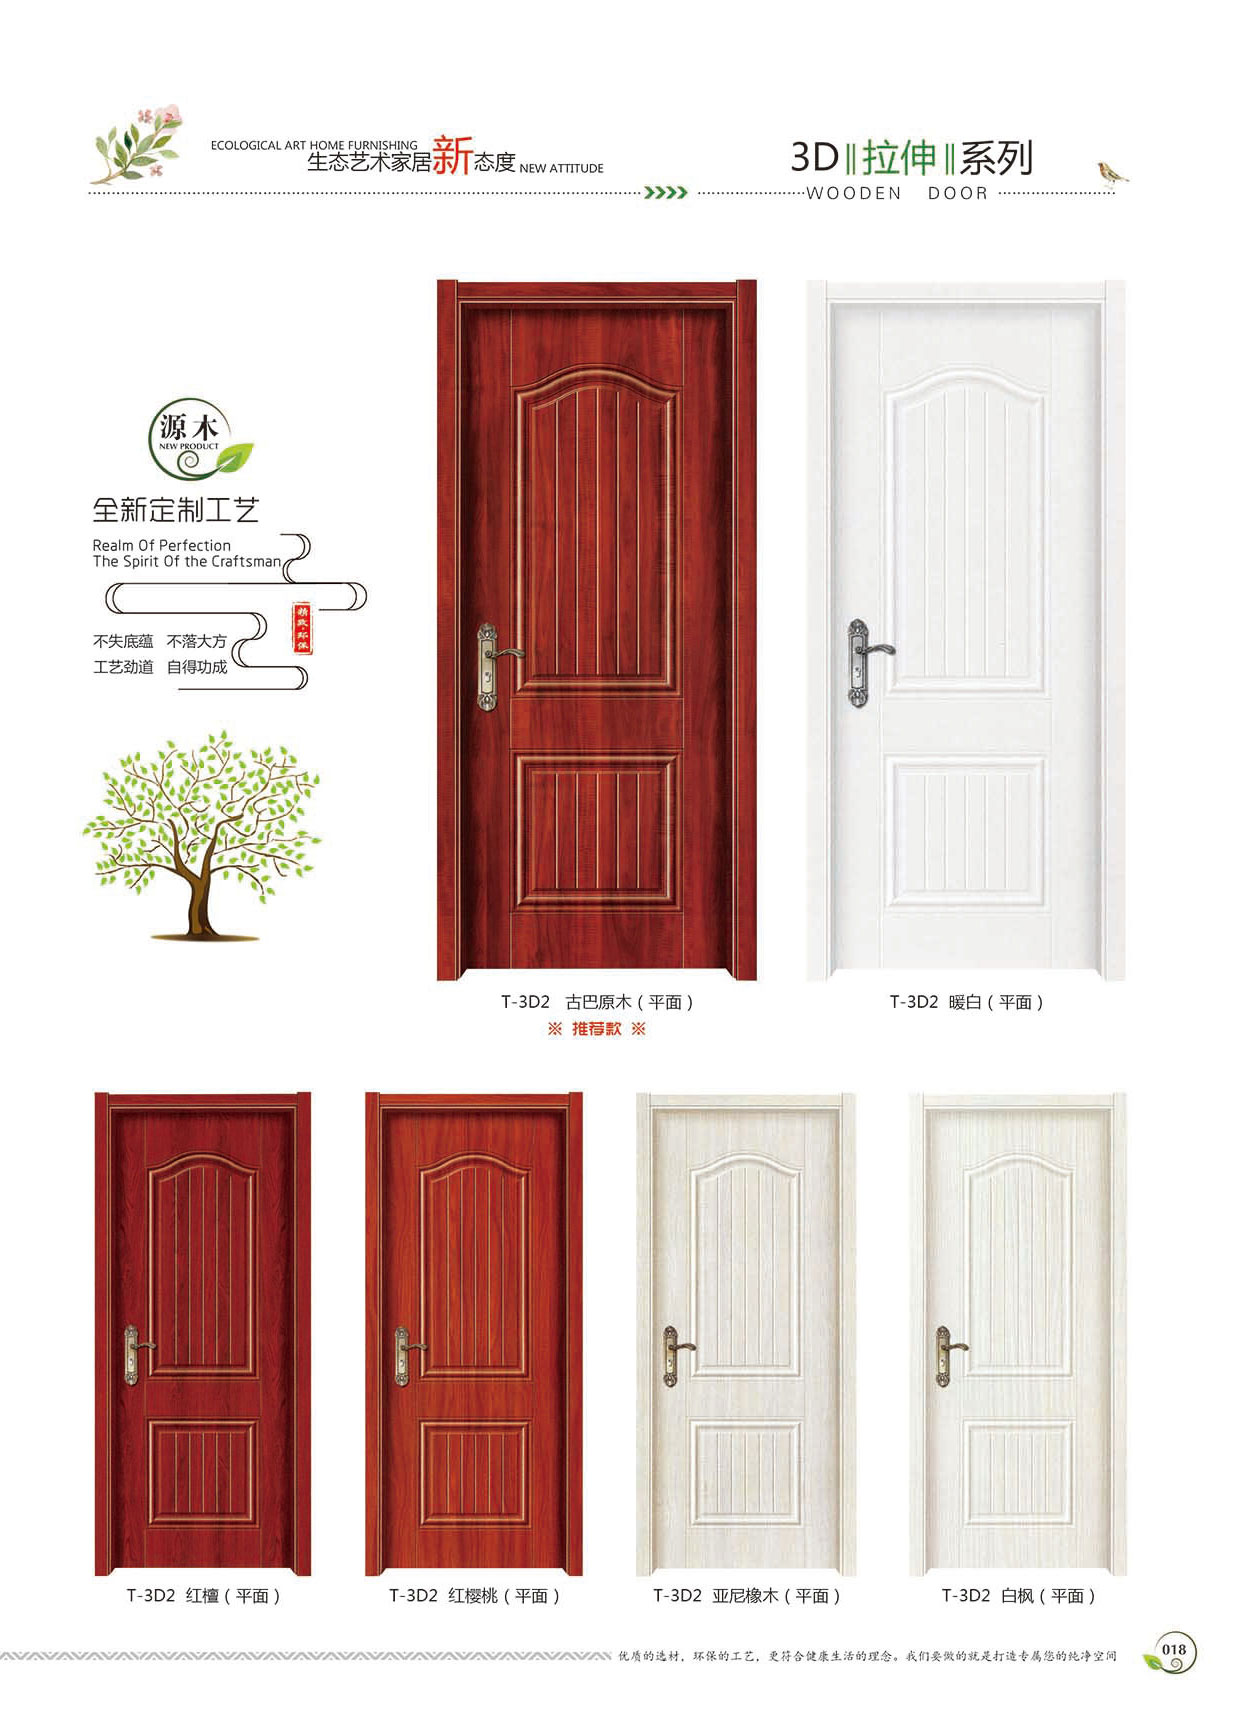 ECOLOGICAL ART HOME FURNISHING
生态艺术家居新态度 NEW ATTITUDE
3D拉伸系列
WOODEN DOOR
源木
NEW PRODUCT
全新定制工艺
Realm Of Perfection
The Spirit Of the Craftsman
精致·环保
不失底蕴 不落大方
工艺劲道 自得功成
T-3D2 古巴原木（平面）
※ 推荐款 ※
T-3D2 暖白（平面）
T-3D2 红檀（平面）
T-3D2 红樱桃（平面）
T-3D2 亚尼橡木（平面）
T-3D2 白枫（平面）
优质的选材，环保的工艺，更符合健康生活的理念。我们要做的就是打造专属您的纯净空间
018